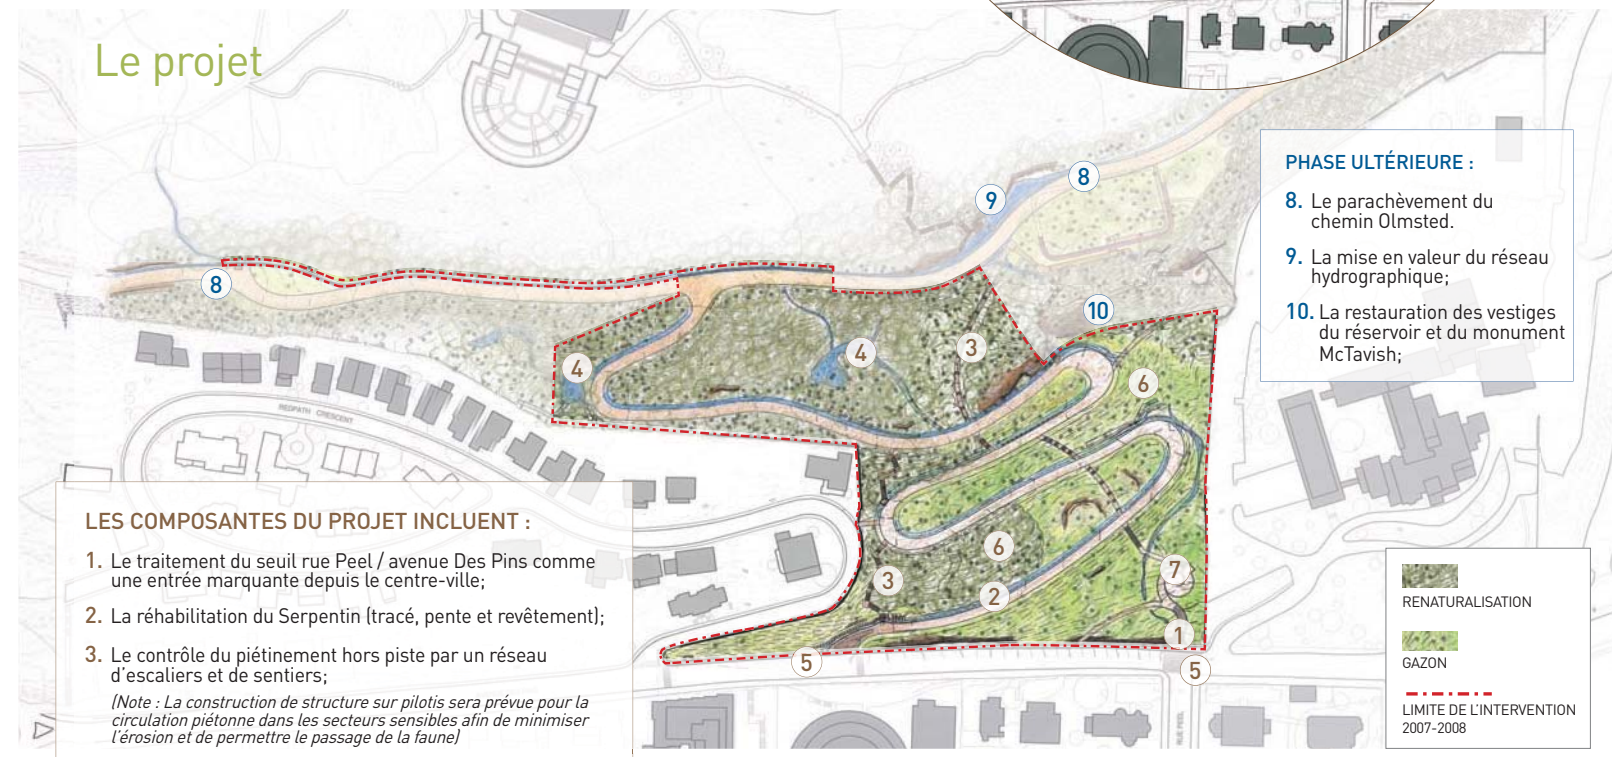 Le projet
PHASE ULTÉRIEURE :
8. Le parachèvement du
chemin Olmsted.
9. La mise en valeur du réseau
hydrographique;
10. La restauration des vestiges
du réservoir et du monument
McTavish;
8
9
8
10
4
4
3
6
REDPATH CRESCENT
LES COMPOSANTES DU PROJET INCLUENT :
1. Le traitement du seuil rue Peel / avenue Des Pins comme
une entrée marquante depuis le centre-ville;
2. La réhabilitation du Serpentin (tracé, pente et revêtement);
3. Le contrôle du piétinement hors piste par un réseau
d'escaliers et de sentiers;
(Note : La construction de structure sur pilotis sera prévue pour la
circulation piétonne dans les secteurs sensibles afin de minimiser
l'érosion et de permettre le passage de la faune)
6
3
2
7
1
5
5
RUE PEEL
RENATURALISATION
GAZON
LIMITE DE L'INTERVENTION
2007-2008